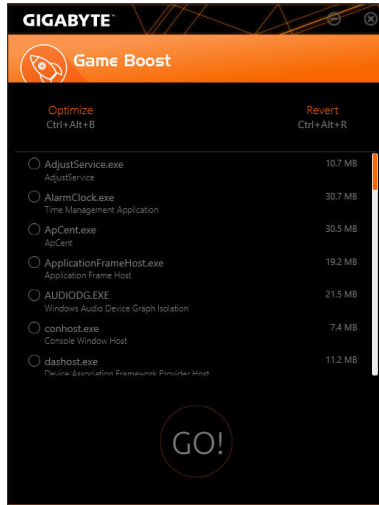 GIGABYTE™
Game Boost
Optimize Revert
Ctrl+Alt+B Ctrl+Alt+R
AdjustService.exe 10.7 MB
AdjustService
AlarmClock.exe 30.7 MB
Time Management Application
ApCent.exe 30.5 MB
ApCent
ApplicationFrameHost.exe 19.2 MB
Application Frame Host
AUDIODG.EXE 21.5 MB
Windows Audio Device Graph Isolation
conhost.exe 7.4 MB
Console Window Host
dashost.exe 11.2 MB
Device Association Framework Provider Host
GO!